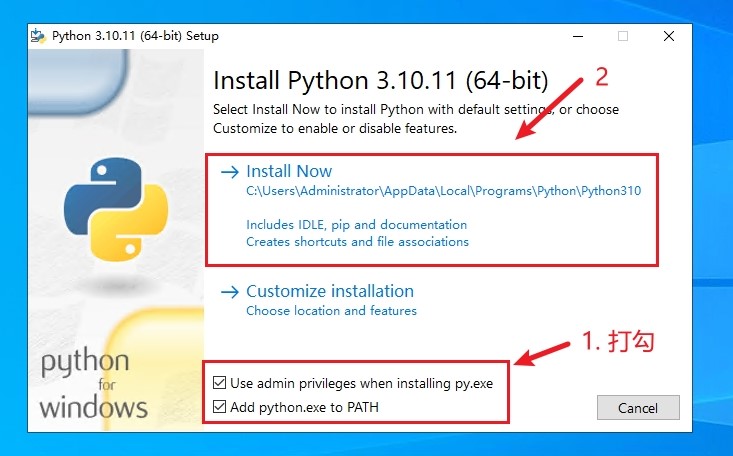 Python 3.10.11 (64-bit) Setup
Install Python 3.10.11 (64-bit)
2
Select Install Now to install Python with default settings, or choose
Customize to enable or disable features.
Install Now
C:\Users\Administrator\AppData\Local\Programs\Python\Python310
Includes IDLE, pip and documentation
Creates shortcuts and file associations
Customize installation
Choose location and features
1. 打勾
python
for
windows
Use admin privileges when installing py.exe
Add python.exe to PATH
Cancel